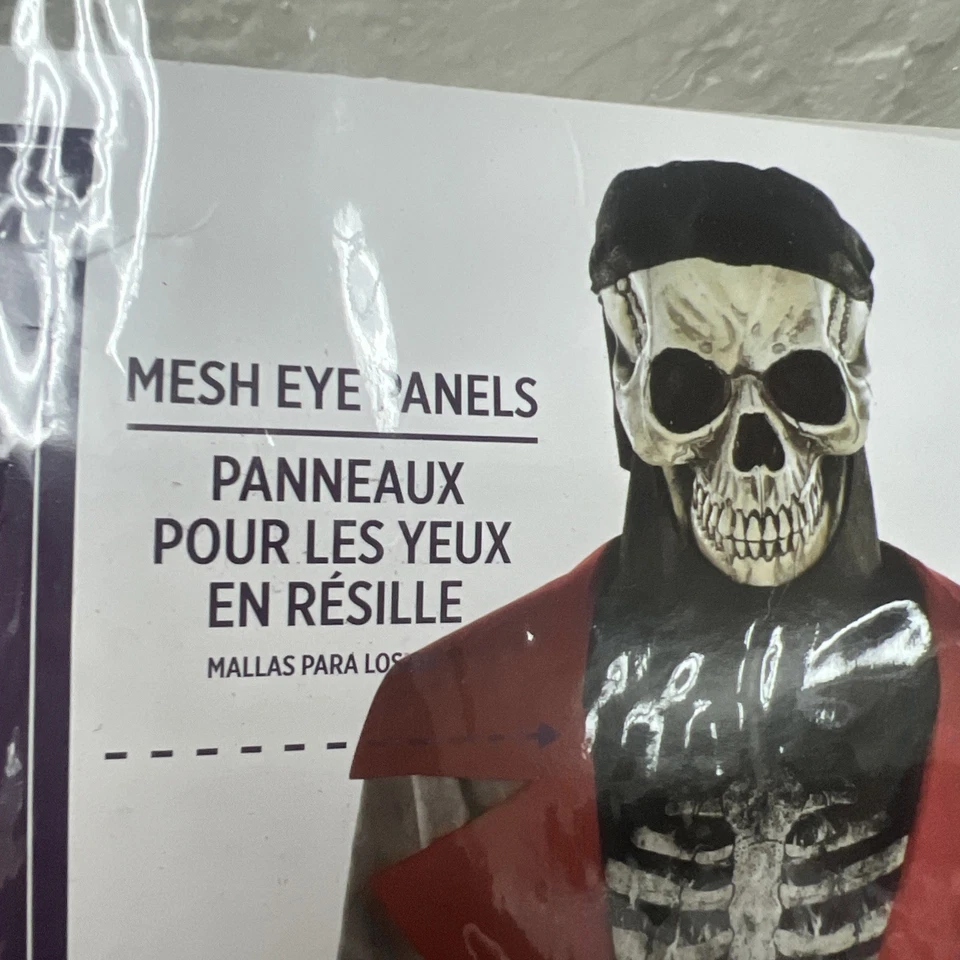 MESH EYE PANELS
PANNEAUX
POUR LES YEUX
EN RÉSILLE
MALLAS PARA LOS